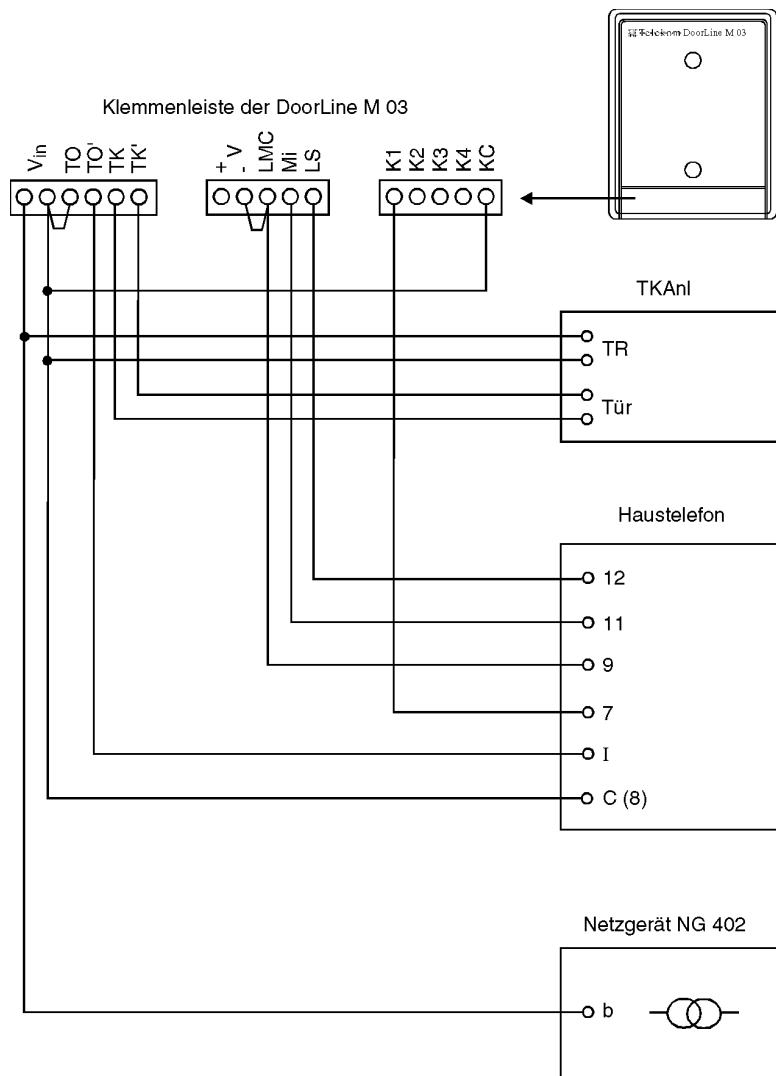 Telekom DoorLine M 03
Klemmenleiste der DoorLine M 03
Vin TO TO' TK TK'
+ V - LMC Mi LS
K1 K2 K3 K4 KC
TKAnl
TR
Tür
Haustelefon
12
11
9
7
I
C (8)
Netzgerät NG 402
b